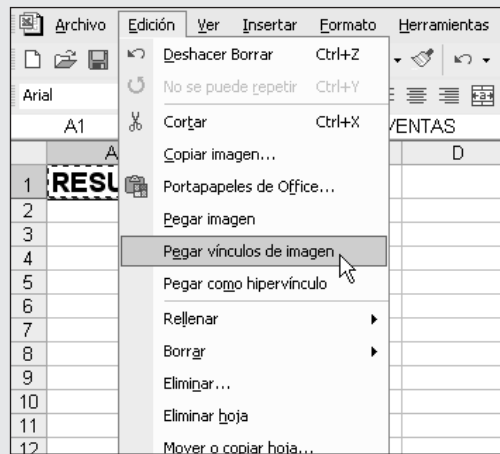 Archivo Edición Ver Insertar Formato Herramientas
Deshacer Borrar Ctrl+Z
No se puede repetir Ctrl+Y
Arial
Cortar Ctrl+X
A1 VENTAS
Copiar imagen...
A D
Portapapeles de Office...
1 RESU
Pegar imagen
2
3
Pegar vínculos de imagen
4
Pegar como hipervínculo
5
6
Rellenar
7
Borrar
8
9
Eliminar...
10
Eliminar hoja
11
Mover o copiar hoja...
12